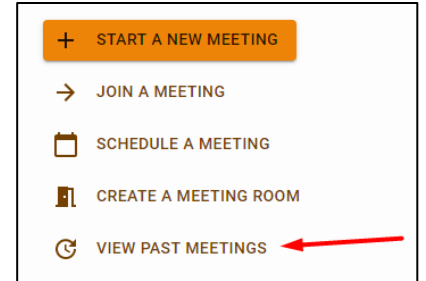 START A NEW MEETING
JOIN A MEETING
SCHEDULE A MEETING
CREATE A MEETING ROOM
VIEW PAST MEETINGS